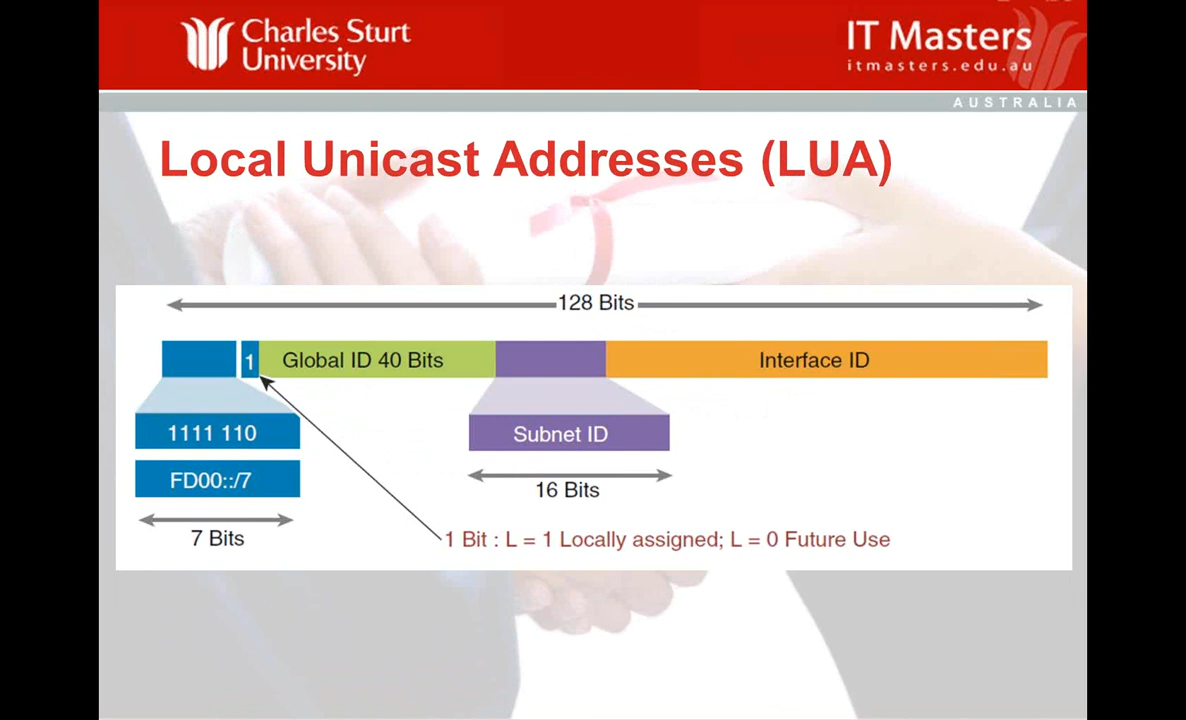 Charles Sturt
University
IT Masters
itmasters.edu.au
AUSTRALIA
Local Unicast Addresses (LUA)
128 Bits
1
Global ID 40 Bits
Interface ID
1111 110
Subnet ID
FD00::/7
16 Bits
7 Bits
1 Bit : L = 1 Locally assigned; L = 0 Future Use